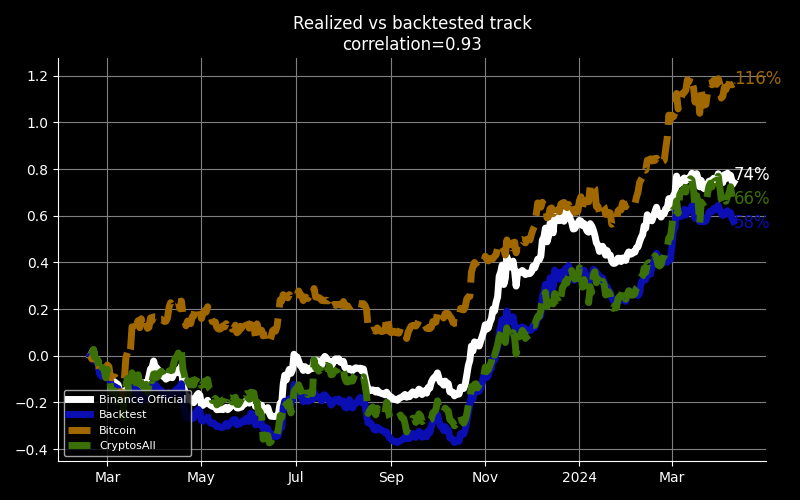 Realized vs backtested track
correlation=0.93
1.2
1.0
0.8
0.6
0.4
0.2
0.0
−0.2
−0.4
116%
74%
66%
58%
Binance Official
Backtest
Bitcoin
CryptosAll
Mar
May
Jul
Sep
Nov
2024
Mar